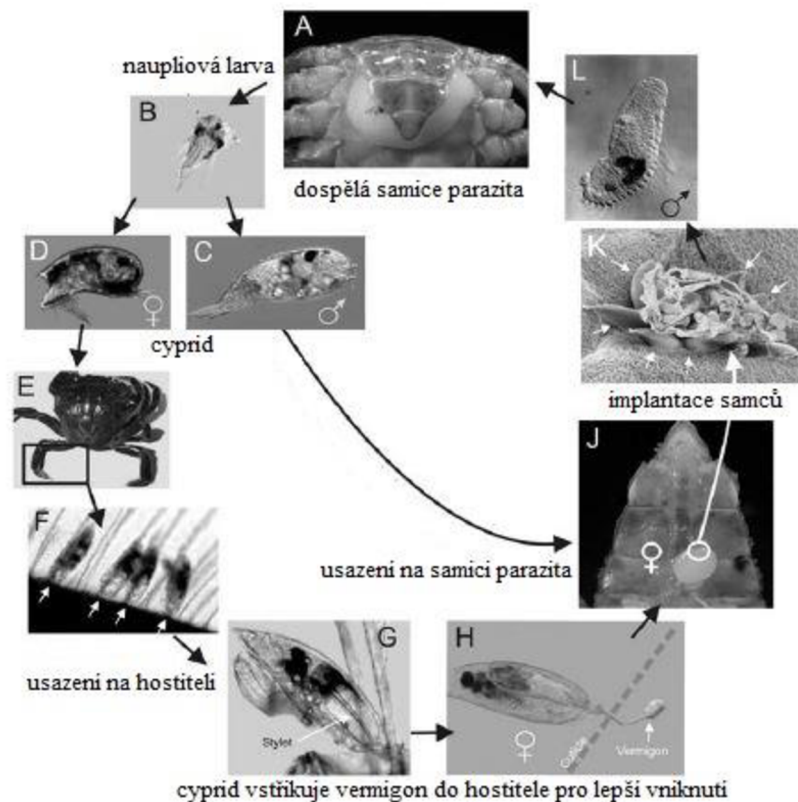 A
naupliová larva
L
B
dospělá samice parazita
♂
K
D
C
♀
♂
cyprid
implantace samců
E
J
F
♀
usazení na samici parazita
G
H
usazení na hostiteli
Stylet
♀
Cuticle
Vermigon
cyprid vstřikuje vermigon do hostitele pro lepší vniknutí